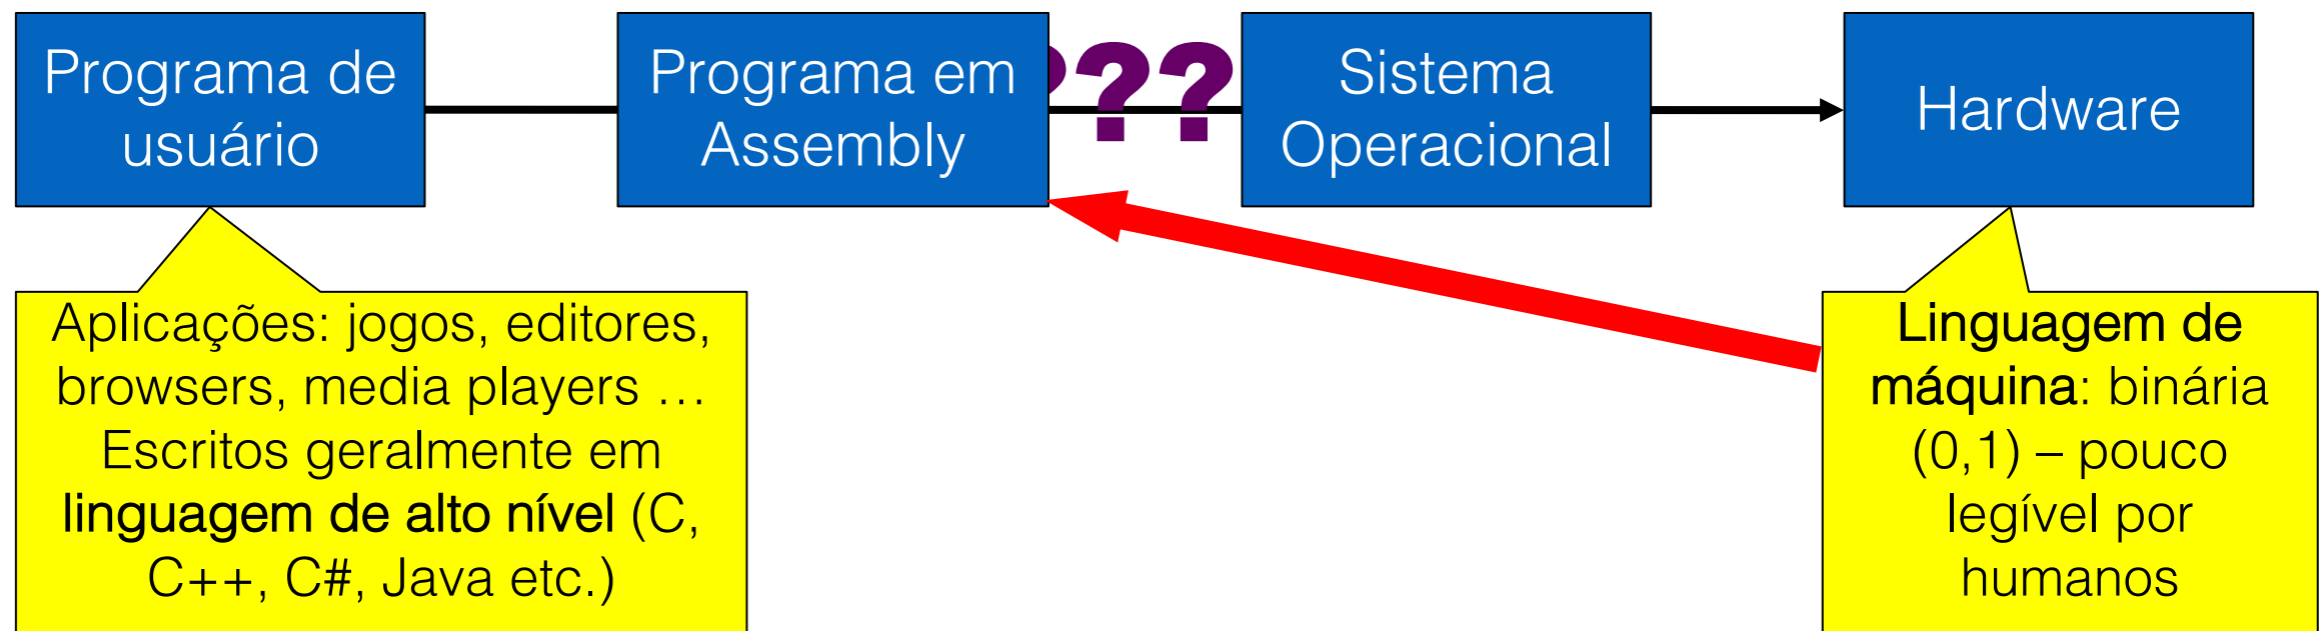 Programa de
usuário
Programa em
Assembly
???
Sistema
Operacional
Hardware
Aplicações: jogos, editores,
browsers, media players …
Escritos geralmente em
linguagem de alto nível (C,
C++, C#, Java etc.)
Linguagem de
máquina: binária
(0,1) – pouco
legível por
humanos